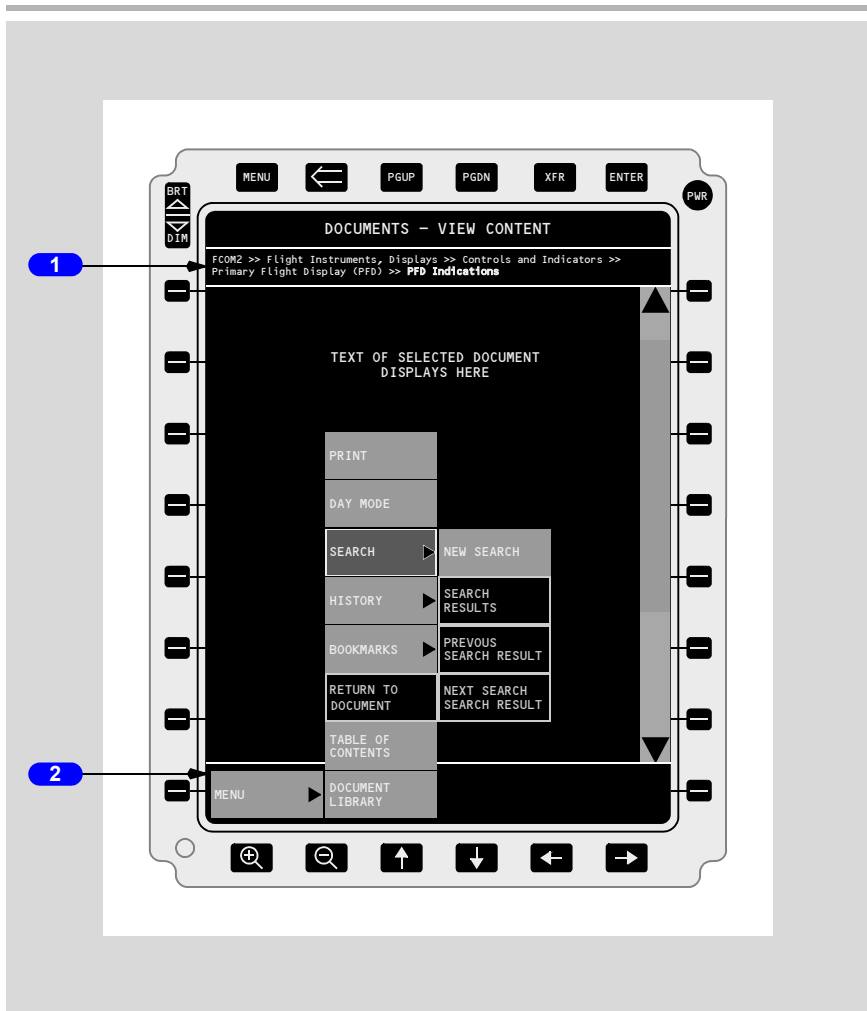 MENU
PGUP
PGDN
XFR
ENTER
BRT
PWR
DIM
DOCUMENTS – VIEW CONTENT
1
FCOM2 >> Flight Instruments, Displays >> Controls and Indicators >>
Primary Flight Display (PFD) >> PFD Indications
TEXT OF SELECTED DOCUMENT
DISPLAYS HERE
PRINT
DAY MODE
SEARCH
NEW SEARCH
HISTORY
SEARCH
RESULTS
BOOKMARKS
PREVOUS
SEARCH RESULT
RETURN TO
DOCUMENT
NEXT SEARCH
SEARCH RESULT
TABLE OF
CONTENTS
2
MENU
DOCUMENT
LIBRARY